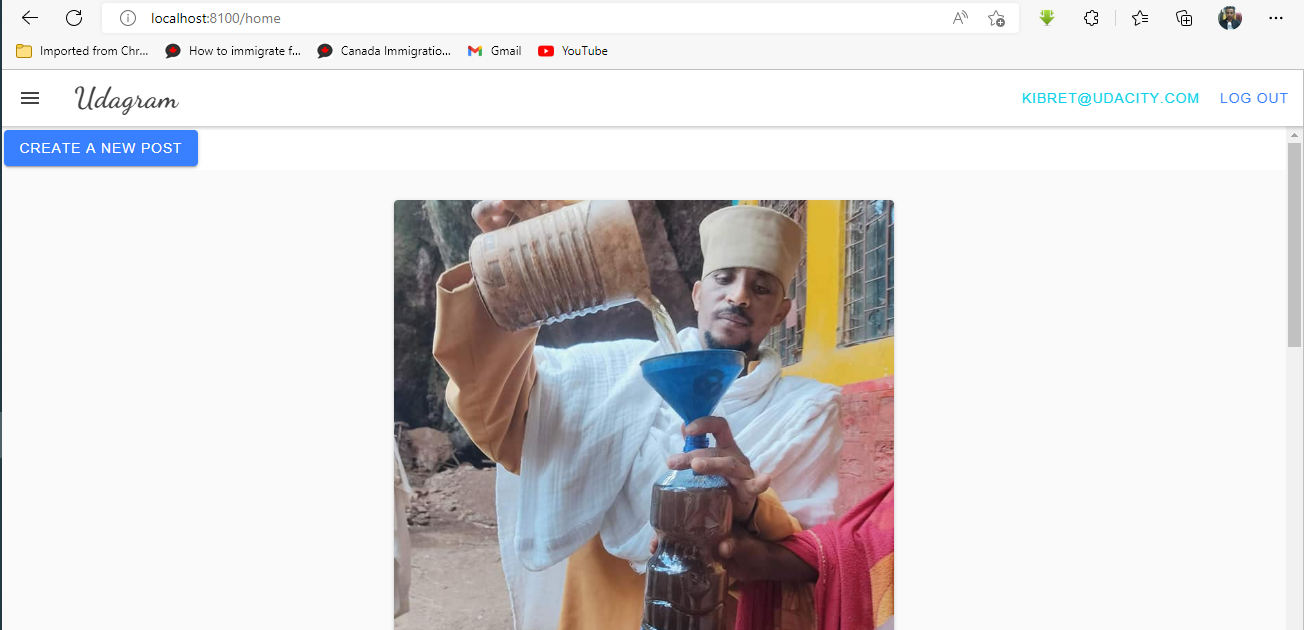 localhost:8100/home
Imported from Chr... How to immigrate f... Canada Immigratio... Gmail YouTube
Udagram KIBRET@UDACITY.COM LOG OUT
CREATE A NEW POST